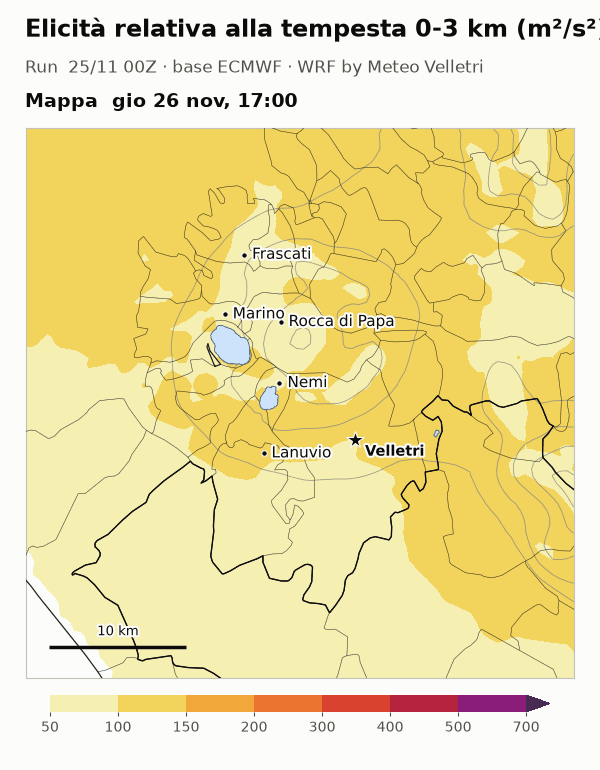 Elicità relativa alla tempesta 0-3 km (m²/s²)
Run  25/11 00Z · base ECMWF · WRF by Meteo Velletri
Mappa  gio 26 nov, 17:00
Frascati
Marino
Rocca di Papa
Nemi
Velletri
Lanuvio
10 km
50 100 150 200 300 400 500 700